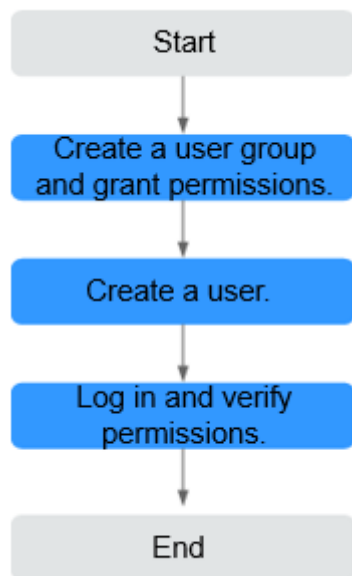 Start
Create a user group
and grant permissions.
Create a user.
Log in and verify
permissions.
End